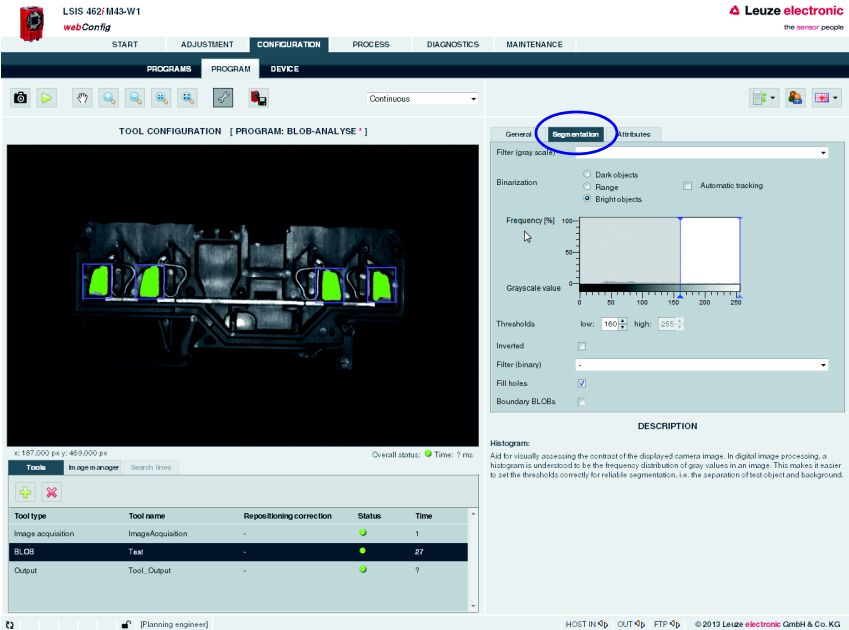 LSIS 462i M43-W1
webConfig
Leuze electronic
the sensor people
START ADJUSTMENT CONFIGURATION PROCESS DIAGNOSTICS MAINTENANCE
PROGRAMS PROGRAM DEVICE
Continuous
TOOL CONFIGURATION [ PROGRAM: BLOB-ANALYSE * ]
x: 187,000 px y: 469,000 px
Overall status: Time: ? ms
Tools Image manager Search lines
Tool type Tool name Repositioning correction Status Time
Image acquisition ImageAcquisition - 1
BLOB Test - 27
Output Tool_Output - ?
General Segmentation Attributes
Filter (gray scale)
Binarization
Dark objects
Range
Bright objects
Automatic tracking
Frequency [%]
100
50
0
Grayscale value
0 50 100 150 200 250
Thresholds low: 160 high: 255
Inverted
Filter (binary) -
Fill holes
Boundary BLOBs
DESCRIPTION
Histogram:
Aid for visually assessing the contrast of the displayed camera image. In digital image processing, a
histogram is understood to be the frequency distribution of gray values in an image. This makes it easier
to set the thresholds correctly for reliable segmentation, i.e. the separation of test object and background.
[Planning engineer]
HOST IN OUT FTP © 2013 Leuze electronic GmbH & Co. KG